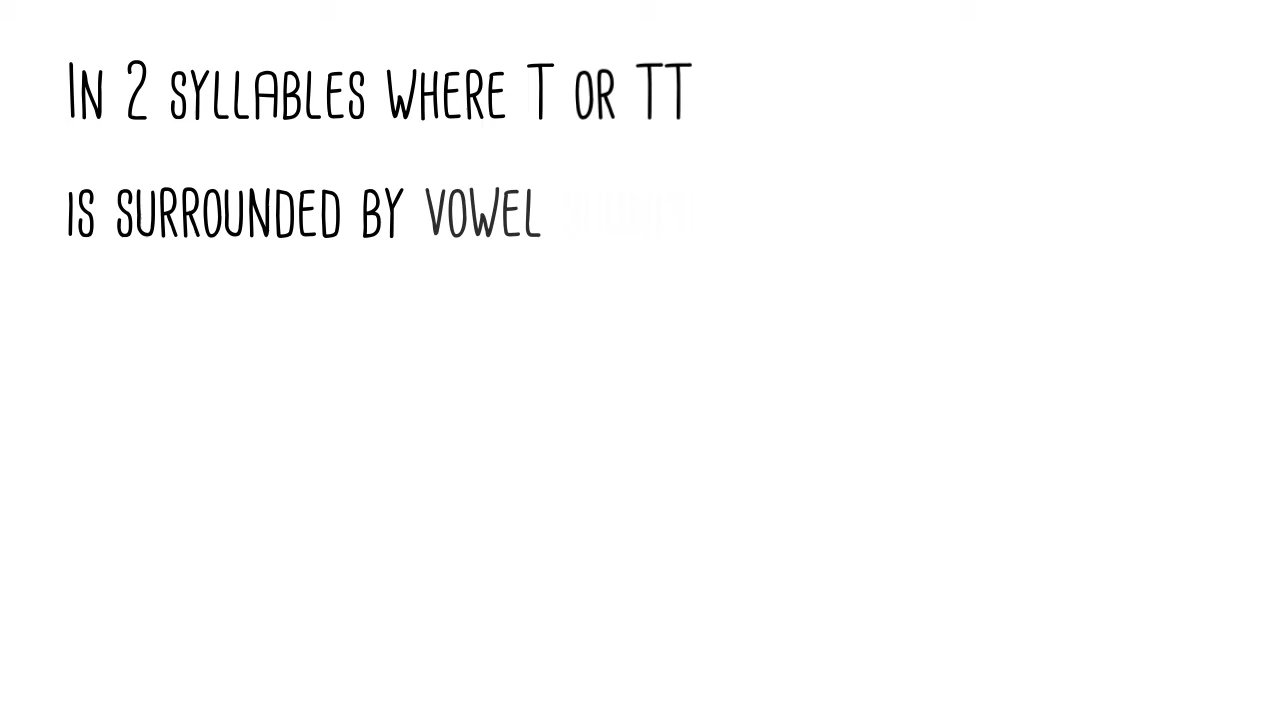 In 2 syllables where T or TT
is surrounded by vowel